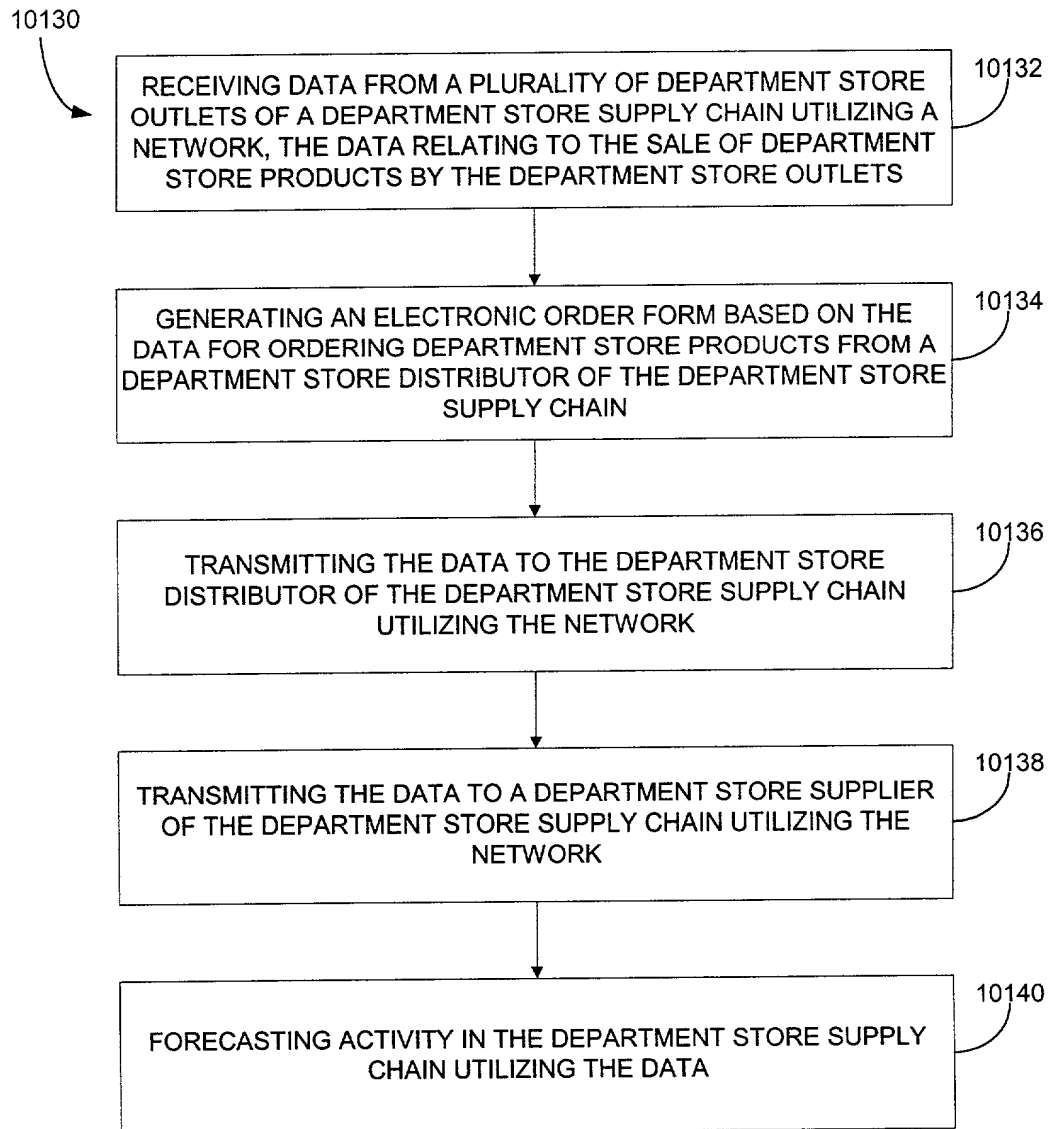 10130
10132
RECEIVING DATA FROM A PLURALITY OF DEPARTMENT STORE
OUTLETS OF A DEPARTMENT STORE SUPPLY CHAIN UTILIZING A
NETWORK, THE DATA RELATING TO THE SALE OF DEPARTMENT
STORE PRODUCTS BY THE DEPARTMENT STORE OUTLETS
10134
GENERATING AN ELECTRONIC ORDER FORM BASED ON THE
DATA FOR ORDERING DEPARTMENT STORE PRODUCTS FROM A
DEPARTMENT STORE DISTRIBUTOR OF THE DEPARTMENT STORE
SUPPLY CHAIN
10136
TRANSMITTING THE DATA TO THE DEPARTMENT STORE
DISTRIBUTOR OF THE DEPARTMENT STORE SUPPLY CHAIN
UTILIZING THE NETWORK
10138
TRANSMITTING THE DATA TO A DEPARTMENT STORE SUPPLIER
OF THE DEPARTMENT STORE SUPPLY CHAIN UTILIZING THE
NETWORK
10140
FORECASTING ACTIVITY IN THE DEPARTMENT STORE SUPPLY
CHAIN UTILIZING THE DATA